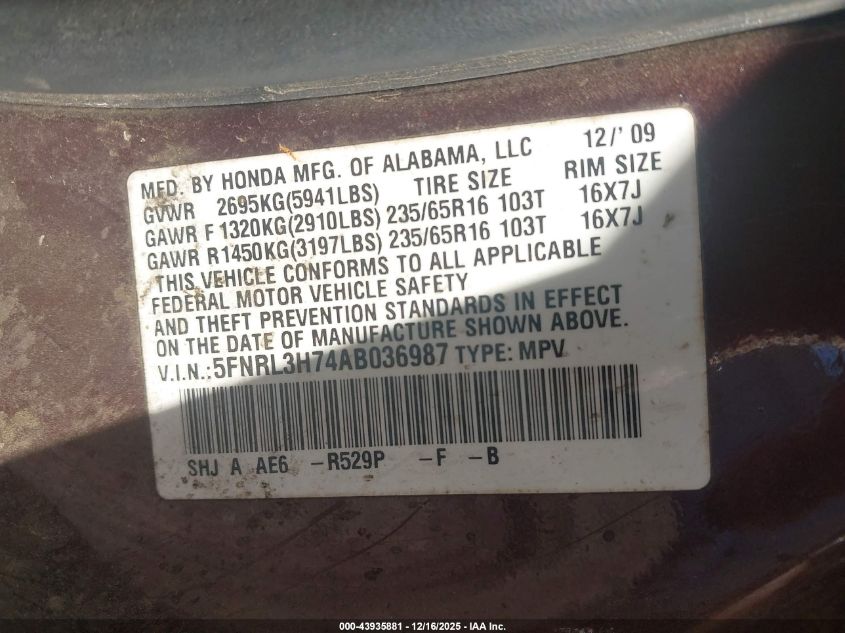 MFD. BY HONDA MFG. OF ALABAMA, LLC 12/'09
GVWR 2695KG(5941LBS) TIRE SIZE RIM SIZE
GAWR F 1320KG(2910LBS) 235/65R16 103T 16X7J
GAWR R 1450KG(3197LBS) 235/65R16 103T 16X7J
THIS VEHICLE CONFORMS TO ALL APPLICABLE
FEDERAL MOTOR VEHICLE SAFETY
AND THEFT PREVENTION STANDARDS IN EFFECT
ON THE DATE OF MANUFACTURE SHOWN ABOVE.
V.I.N.:5FNRL3H74AB036987 TYPE: MPV
SHJ A AE6 -R529P -F -B
000-43935881 - 12/16/2025 - IAA Inc.